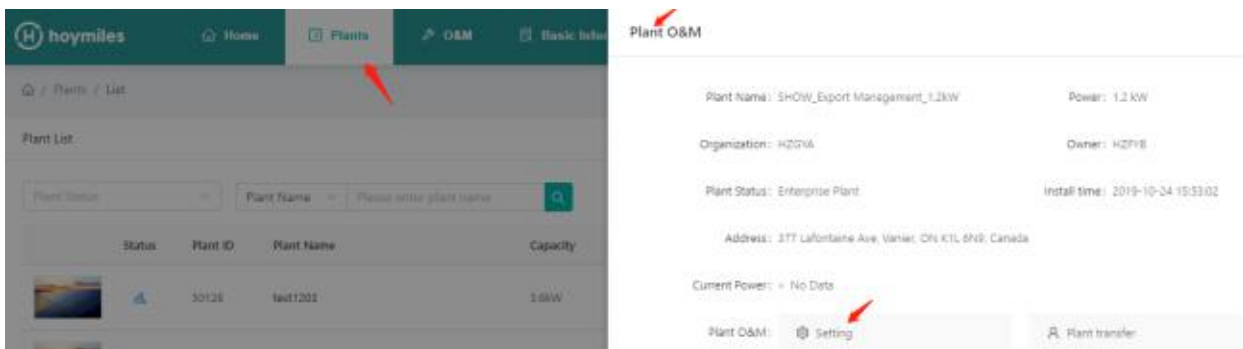 hoymiles
Home
Plants
O&M
Basic
/ Plants / List
Plant List
Plant Status
Plant Name
Please enter plant name
Status
Plant ID
Plant Name
Capacity
30128
test1203
3.6kW
Plant O&M
Plant Name: SHOW_Export Management_1.2kW
Power: 1.2 kW
Organization: HZGYA
Owner: HZFYB
Plant Status: Enterprise Plant
Install time: 2019-10-24 15:53:02
Address: 377 Lafontaine Ave, Vanier, ON K1L 6N9, Canada
Current Power: No Data
Plant O&M:
Setting
Plant transfer